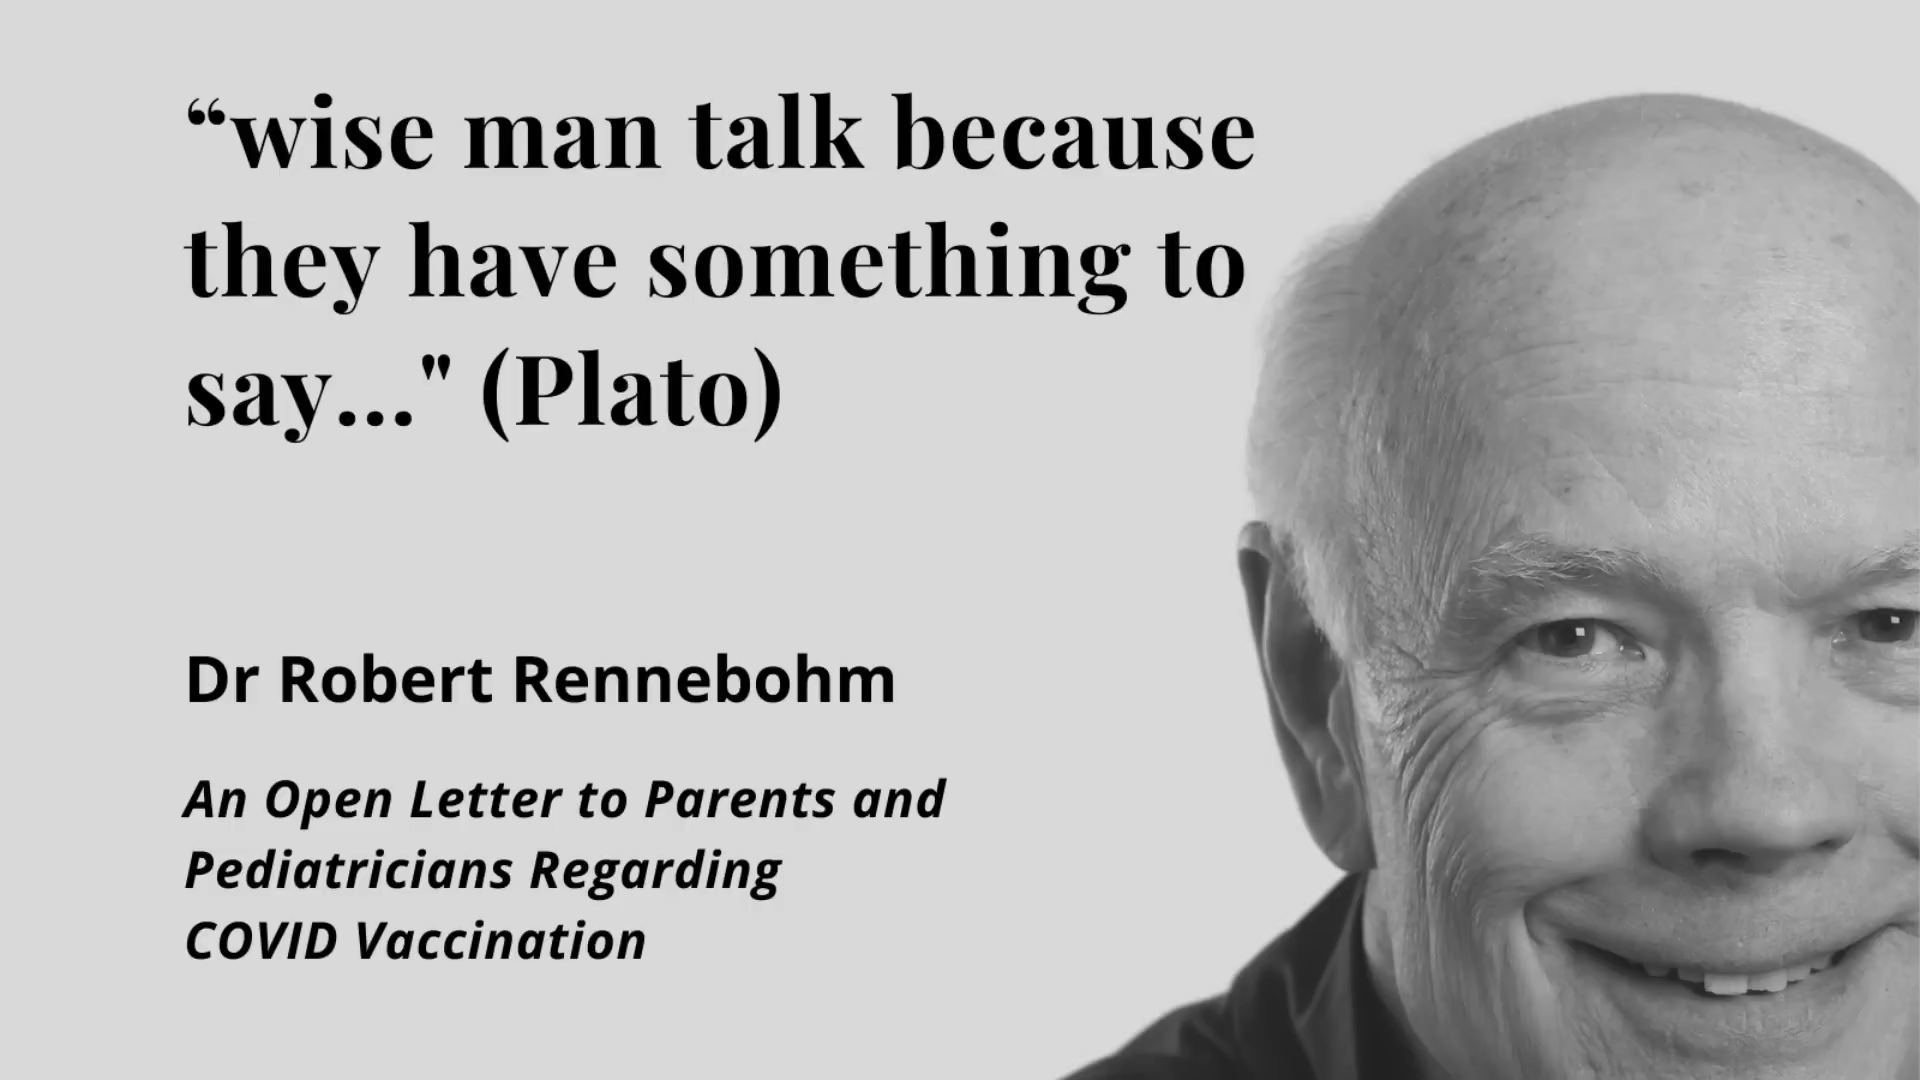 “wise man talk because
they have something to
say..." (Plato)
Dr Robert Rennebohm
An Open Letter to Parents and
Pediatricians Regarding
COVID Vaccination